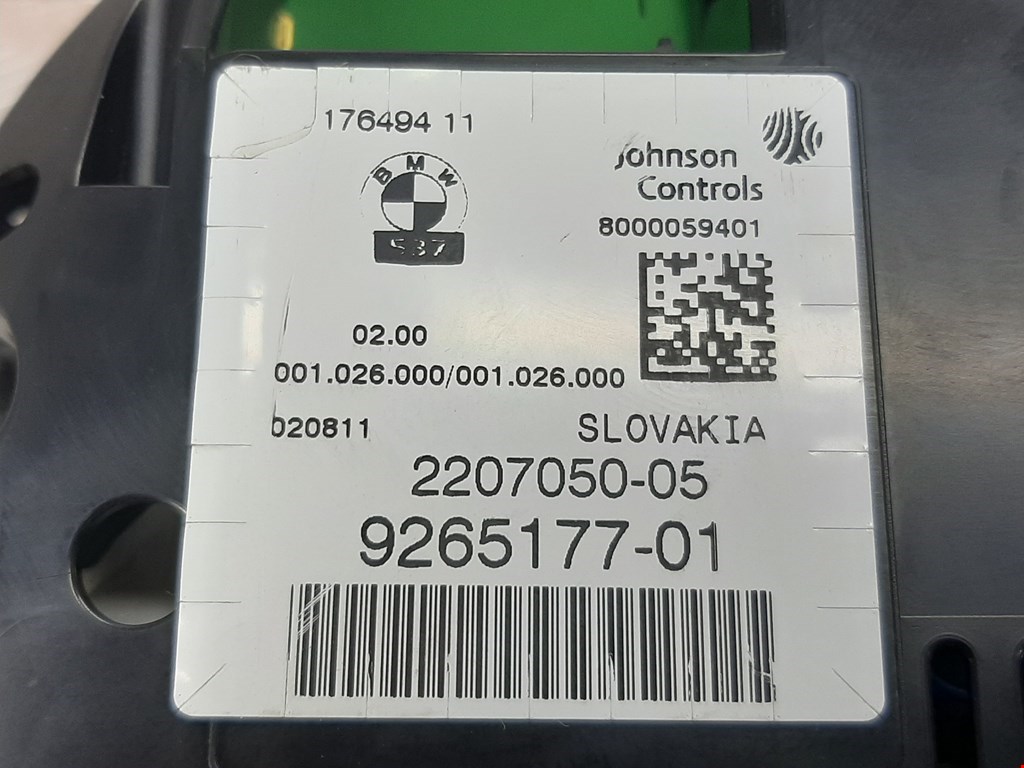 176494 11
BMW
537
Johnson
Controls
8000059401
02.00
001.026.000/001.026.000
020811
SLOVAKIA
2207050-05
9265177-01